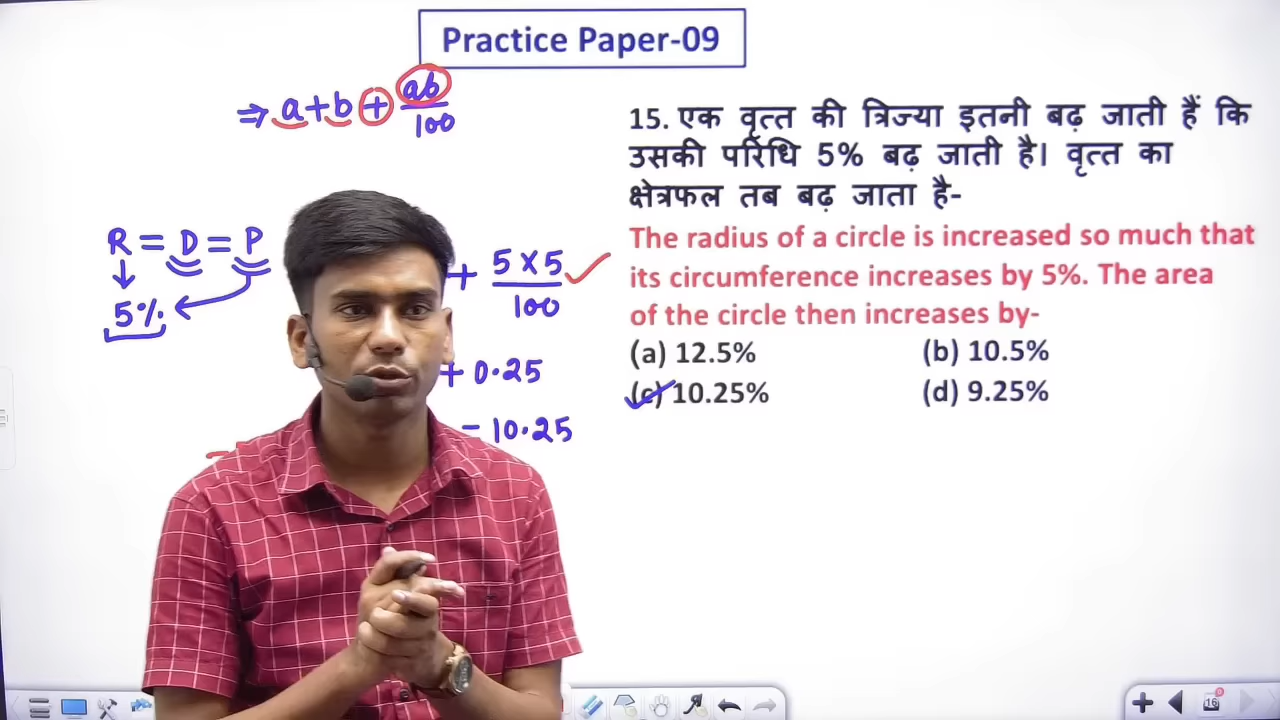 Practice Paper-09
⇒ a+b + ab/100
15. एक वृत्त की त्रिज्या इतनी बढ़ जाती हैं कि
उसकी परिधि 5% बढ़ जाती है। वृत्त का
क्षेत्रफल तब बढ़ जाता है-
The radius of a circle is increased so much that
its circumference increases by 5%. The area
of the circle then increases by-
(a) 12.5% (b) 10.5%
(c) 10.25% (d) 9.25%
R = D = P
5%
+ 5 × 5/100
+ 0.25
- 10.25
16